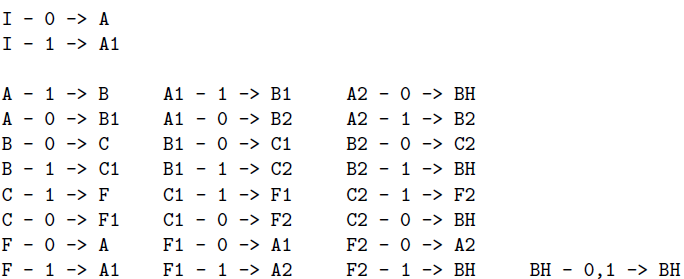 I - 0 -> A
I - 1 -> A1
A - 1 -> B A1 - 1 -> B1 A2 - 0 -> BH
A - 0 -> B1 A1 - 0 -> B2 A2 - 1 -> B2
B - 0 -> C B1 - 0 -> C1 B2 - 0 -> C2
B - 1 -> C1 B1 - 1 -> C2 B2 - 1 -> BH
C - 1 -> F C1 - 1 -> F1 C2 - 1 -> F2
C - 0 -> F1 C1 - 0 -> F2 C2 - 0 -> BH
F - 0 -> A F1 - 0 -> A1 F2 - 0 -> A2
F - 1 -> A1 F1 - 1 -> A2 F2 - 1 -> BH BH - 0,1 -> BH